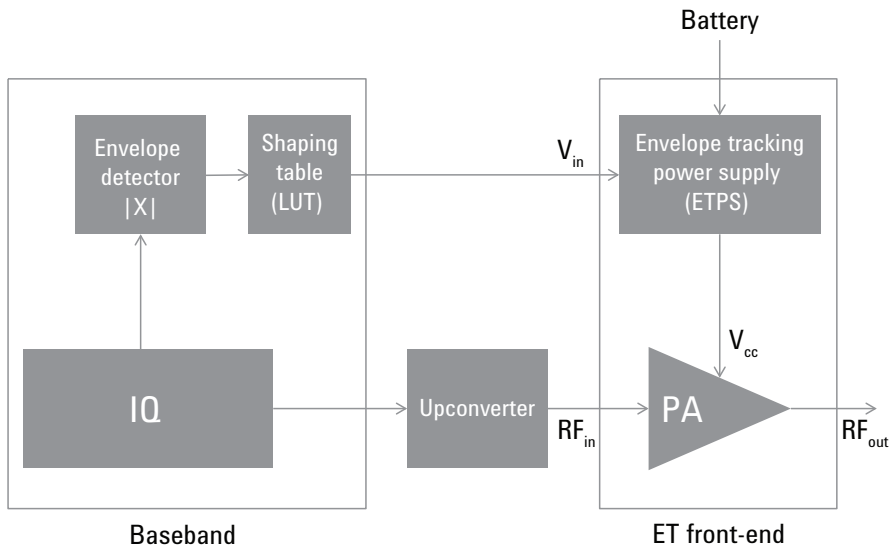 Battery
Envelope
detector
|X|
Shaping
table
(LUT)
V_in
Envelope tracking
power supply
(ETPS)
V_cc
IQ
Upconverter
RF_in
PA
RF_out
Baseband
ET front-end